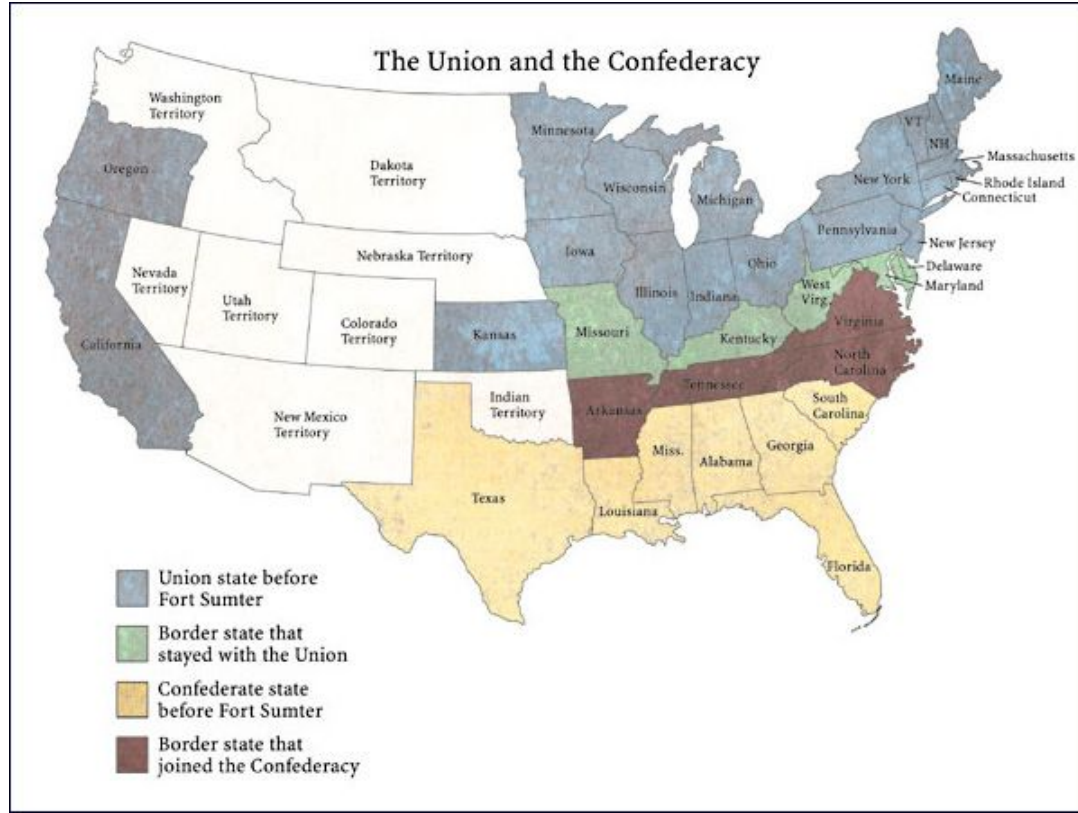 The Union and the Confederacy
Washington
Territory
Oregon
Dakota
Territory
Minnesota
Wisconsin
Michigan
Maine
VT
NH
Massachusetts
New York
Rhode Island
Connecticut
Pennsylvania
New Jersey
Delaware
Maryland
Nebraska Territory
Iowa
Illinois
Indiana
Ohio
West
Virg.
Virginia
Nevada
Territory
Utah
Territory
Colorado
Territory
Kansas
Missouri
Kentucky
California
North
Carolina
Tennessee
New Mexico
Territory
Indian
Territory
Arkansas
South
Carolina
Miss.
Alabama
Georgia
Texas
Louisiana
Florida
Union state before
Fort Sumter
Border state that
stayed with the Union
Confederate state
before Fort Sumter
Border state that
joined the Confederacy